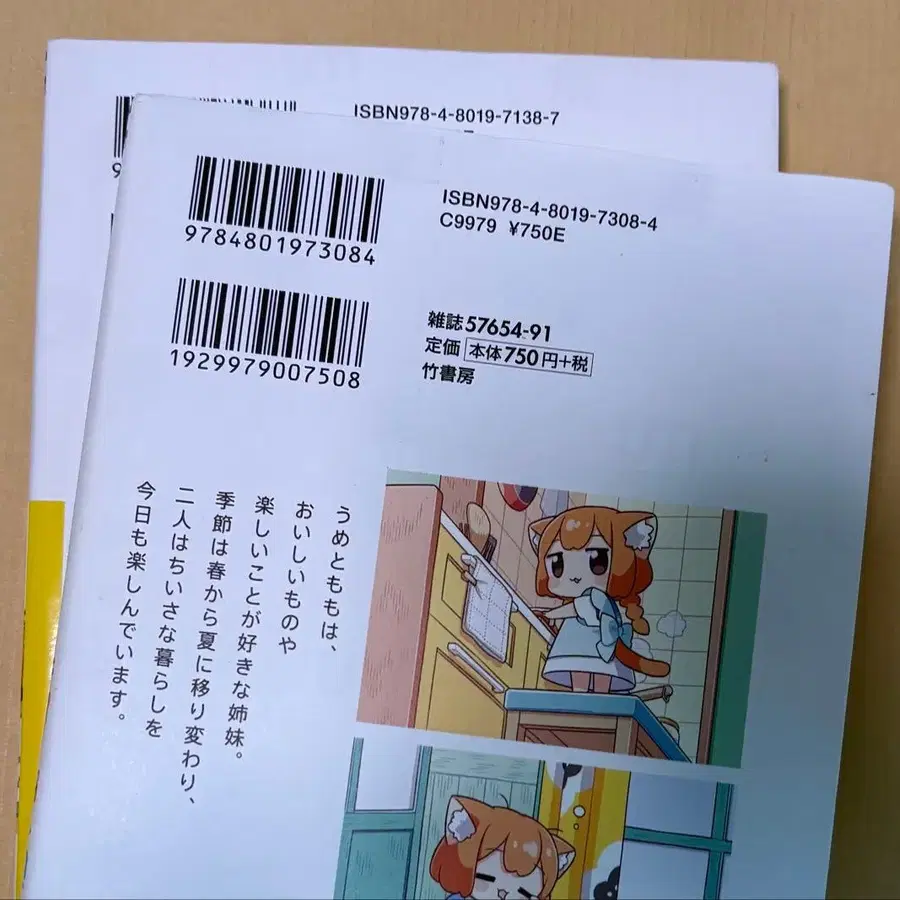 ISBN978-4-8019-7138-7
9784801973084
ISBN978-4-8019-7308-4
C9979 ¥750E
1929979007508
雑誌57654-91
定価 本体750円+税
竹書房
うめとももは、
おいしいものや
楽しいことが好きな姉妹。
季節は春から夏に移り変わり、
二人はちいさな暮らしを
今日も楽しんでいます。